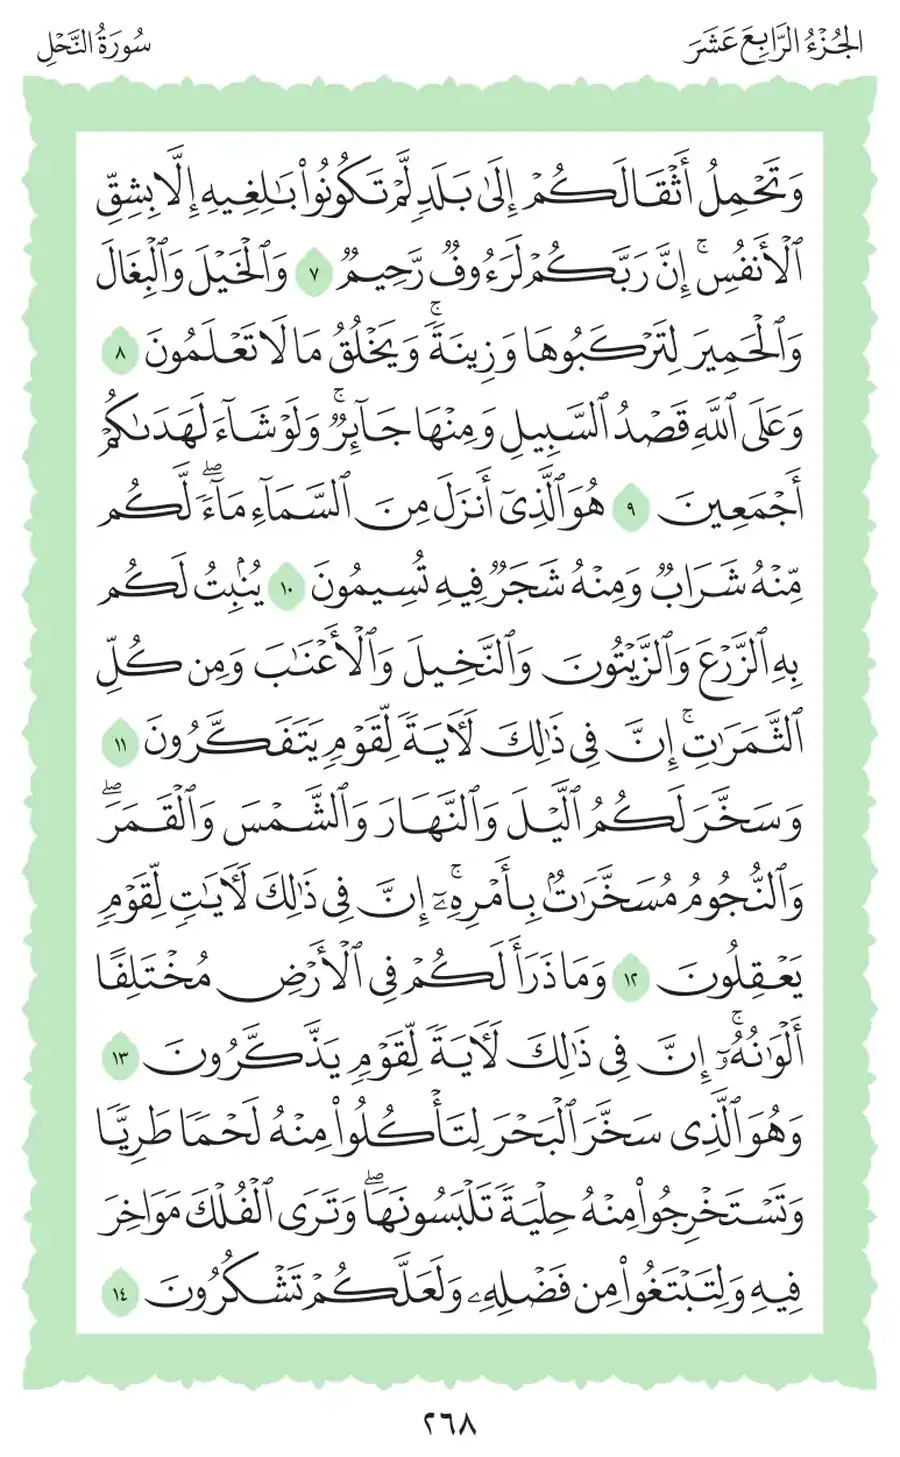 الجُزْءُ الرَّابِعَ عَشَرَ
سُورَةُ النَّحْلِ
وَتَحْمِلُ أَثْقَالَكُمْ إِلَىٰ بَلَدٍ لَّمْ تَكُونُوا۟ بَـٰلِغِيهِ إِلَّا بِشِقِّ
ٱلْأَنفُسِ ۚ إِنَّ رَبَّكُمْ لَرَءُوفٌ رَّحِيمٌ ٧ وَٱلْخَيْلَ وَٱلْبِغَالَ
وَٱلْحَمِيرَ لِتَرْكَبُوهَا وَزِينَةً ۚ وَيَخْلُقُ مَا لَا تَعْلَمُونَ ٨
وَعَلَى ٱللَّهِ قَصْدُ ٱلسَّبِيلِ وَمِنْهَا جَآئِرٌ ۚ وَلَوْ شَآءَ لَهَدَىٰكُمْ
أَجْمَعِينَ ٩ هُوَ ٱلَّذِىٓ أَنزَلَ مِنَ ٱلسَّمَآءِ مَآءً ۖ لَّكُم
مِّنْهُ شَرَابٌ وَمِنْهُ شَجَرٌ فِيهِ تُسِيمُونَ ١٠ يُنۢبِتُ لَكُم
بِهِ ٱلزَّرْعَ وَٱلزَّيْتُونَ وَٱلنَّخِيلَ وَٱلْأَعْنَـٰبَ وَمِن كُلِّ
ٱلثَّمَرَٰتِ ۗ إِنَّ فِى ذَٰلِكَ لَـَٔايَةً لِّقَوْمٍ يَتَفَكَّرُونَ ١١
وَسَخَّرَ لَكُمُ ٱلَّيْلَ وَٱلنَّهَارَ وَٱلشَّمْسَ وَٱلْقَمَرَ ۖ
وَٱلنُّجُومُ مُسَخَّرَٰتٌۢ بِأَمْرِهِۦٓ ۚ إِنَّ فِى ذَٰلِكَ لَـَٔايَـٰتٍ لِّقَوْمٍ
يَعْقِلُونَ ١٢ وَمَا ذَرَأَ لَكُمْ فِى ٱلْأَرْضِ مُخْتَلِفًا
أَلْوَٰنُهُۥٓ ۚ إِنَّ فِى ذَٰلِكَ لَـَٔايَةً لِّقَوْمٍ يَذَّكَّرُونَ ١٣
وَهُوَ ٱلَّذِى سَخَّرَ ٱلْبَحْرَ لِتَأْكُلُوا۟ مِنْهُ لَحْمًا طَرِيًّا
وَتَسْتَخْرِجُوا۟ مِنْهُ حِلْيَةً تَلْبَسُونَهَا ۖ وَتَرَى ٱلْفُلْكَ مَوَاخِرَ
فِيهِ وَلِتَبْتَغُوا۟ مِن فَضْلِهِۦ وَلَعَلَّكُمْ تَشْكُرُونَ ١٤
٢٦٨